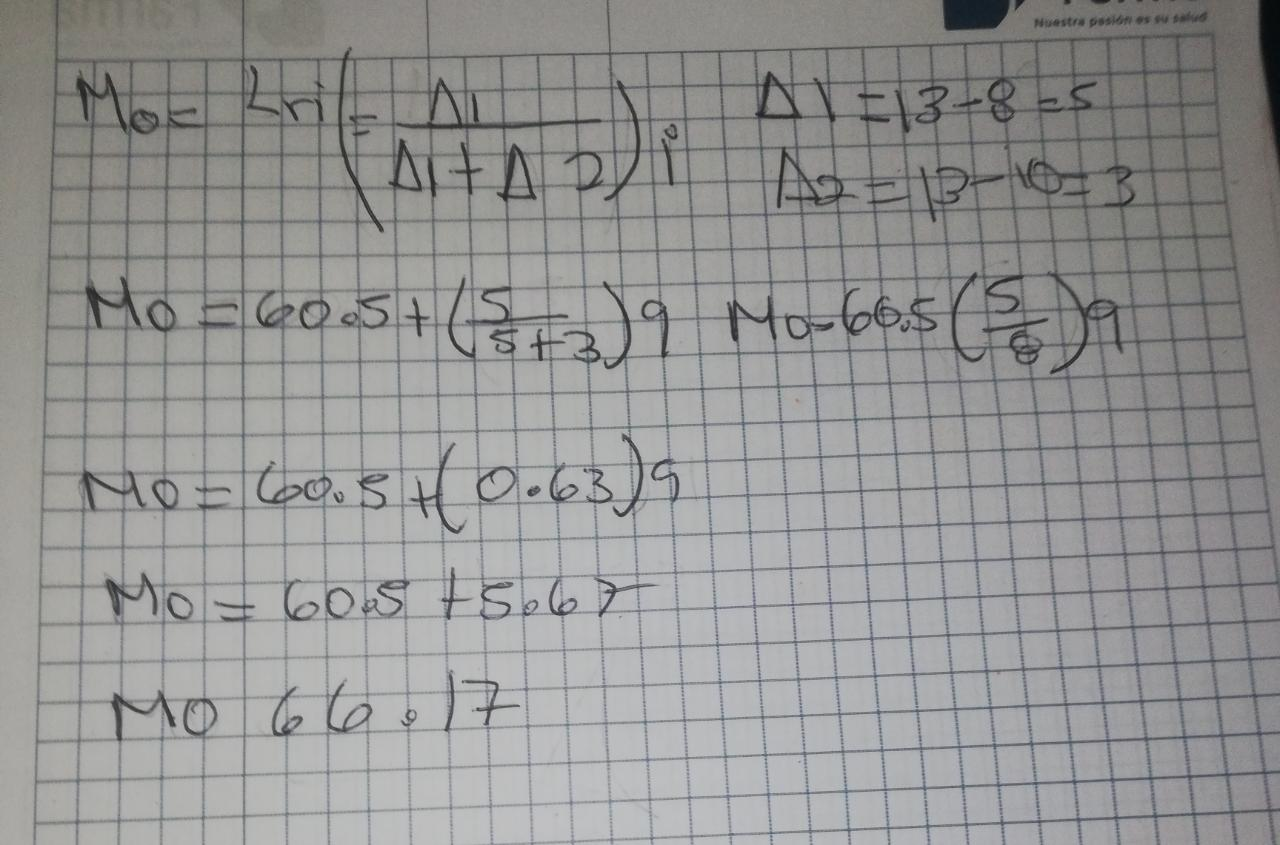 Nuestra pasión es su salud
Mo = Lri (= Δ1 / Δ1 + Δ 2) i Δ1 = 13 - 8 = 5
Δ2 = 13 - 10 = 3
Mo = 60.5 + (5 / 5 + 3) 9 Mo - 60.5 (5 / 8) 9
Mo = 60.5 + (0.63) 9
Mo = 60.5 + 5.67
Mo 66.17